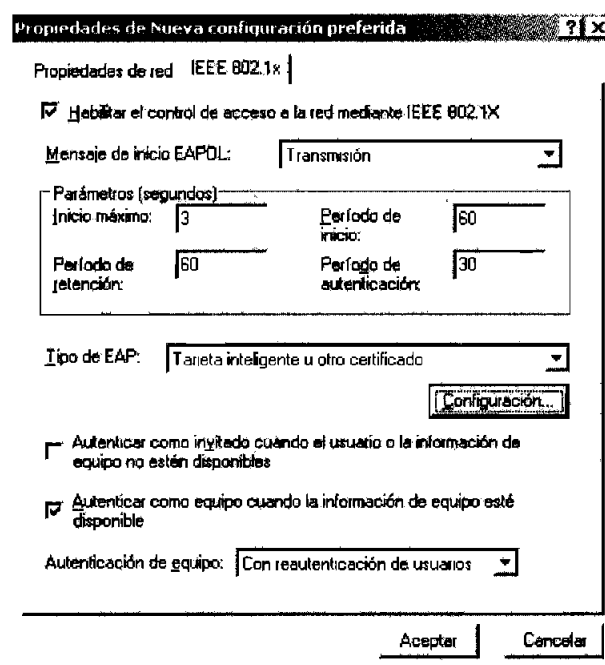 Propiedades de Nueva configuración preferida
Propiedades de red IEEE 802.1x
Habilitar el control de acceso a la red mediante IEEE 802.1X
Mensaje de inicio EAPOL: Transmisión
Parámetros (segundos)
Inicio máximo: 3 Período de inicio: 60
Período de retención: 60 Período de autenticación: 30
Tipo de EAP: Tarjeta inteligente u otro certificado
Configuración...
Autenticar como invitado cuando el usuario o la información de
equipo no estén disponibles
Autenticar como equipo cuando la información de equipo esté
disponible
Autenticación de equipo: Con reautenticación de usuarios
Aceptar Cancelar